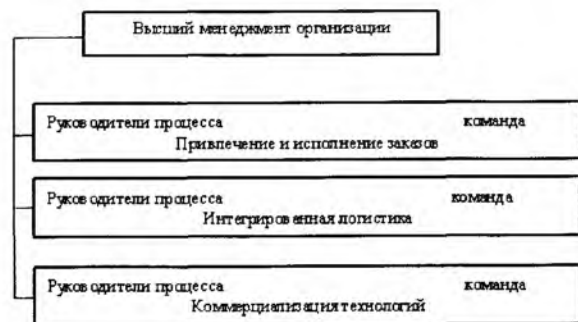 Высший менеджмент организации
Руководители процесса команда
Привлечение и исполнение заказов
Руководители процесса команда
Интегрированная логистика
Руководители процесса команда
Коммерциализация технологий